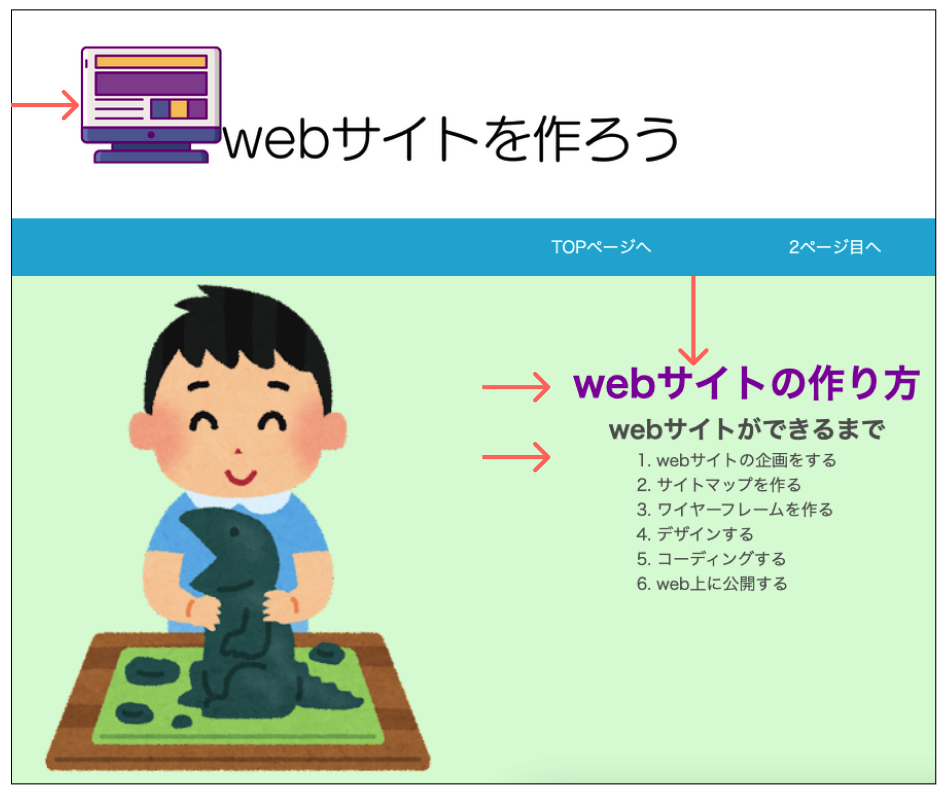 webサイトを作ろう
TOPページへ
2ページ目へ
webサイトの作り方
webサイトができるまで
1. webサイトの企画をする
2. サイトマップを作る
3. ワイヤーフレームを作る
4. デザインする
5. コーディングする
6. web上に公開する